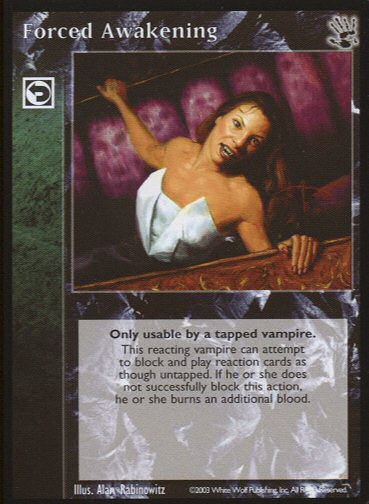 Forced Awakening
Only usable by a tapped vampire.
This reacting vampire can attempt
to block and play reaction cards as
though untapped. If he or she does
not successfully block this action,
he or she burns an additional blood.
Illus. Alan Rabinowitz
©2003 White Wolf Publishing, Inc. All Rights Reserved.